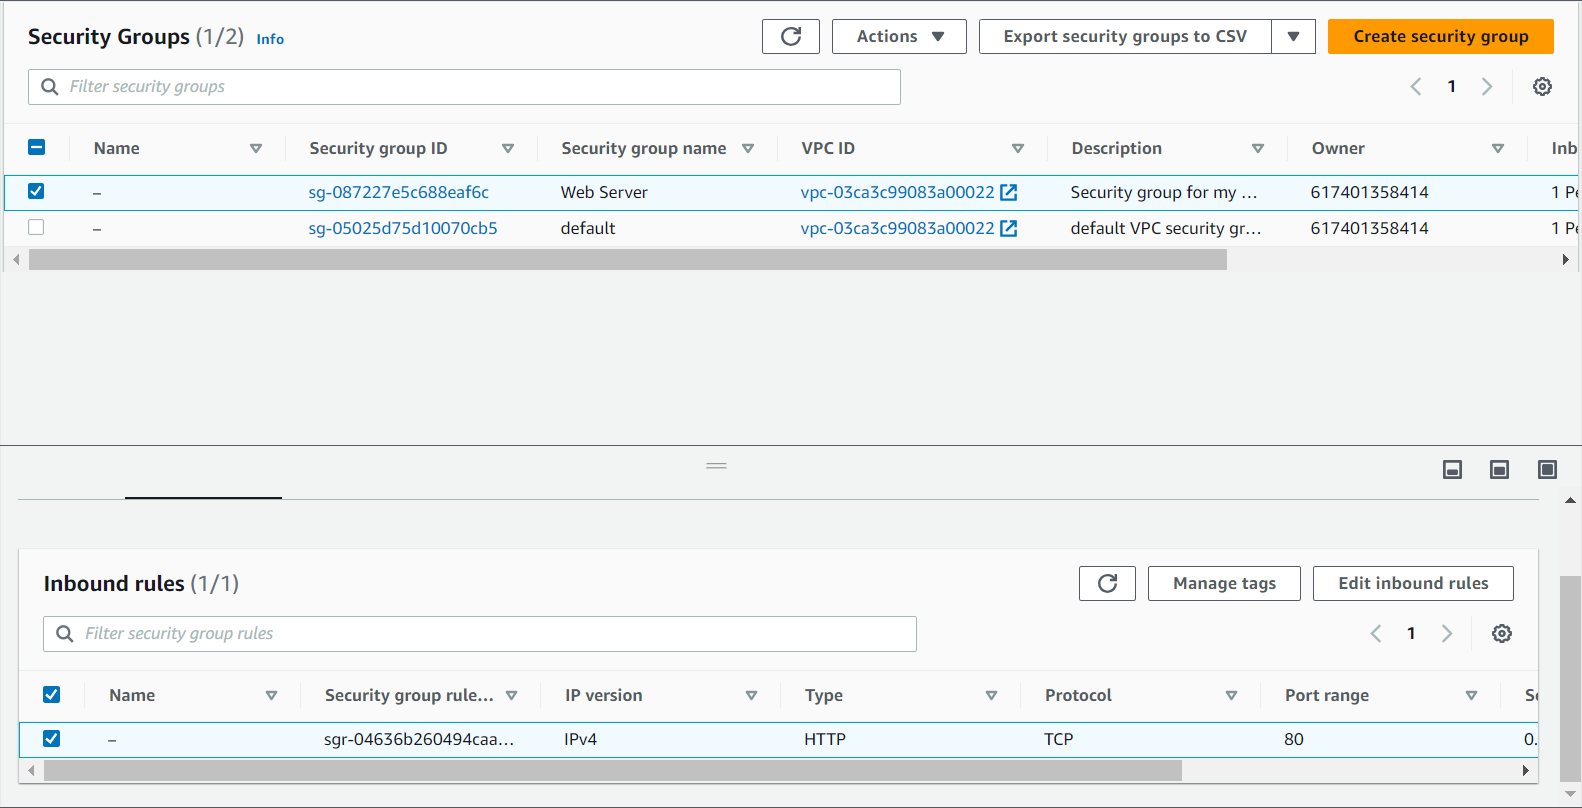 Security Groups (1/2) Info Actions Export security groups to CSV Create security group
Filter security groups 1
Name Security group ID Security group name VPC ID Description Owner Inb
– sg-087227e5c688eaf6c Web Server vpc-03ca3c99083a00022 Security group for my ... 617401358414 1 Pe
– sg-05025d75d10070cb5 default vpc-03ca3c99083a00022 default VPC security gr... 617401358414 1 Pe
Inbound rules (1/1) Manage tags Edit inbound rules
Filter security group rules 1
Name Security group rule... IP version Type Protocol Port range So
– sgr-04636b260494caa... IPv4 HTTP TCP 80 0.